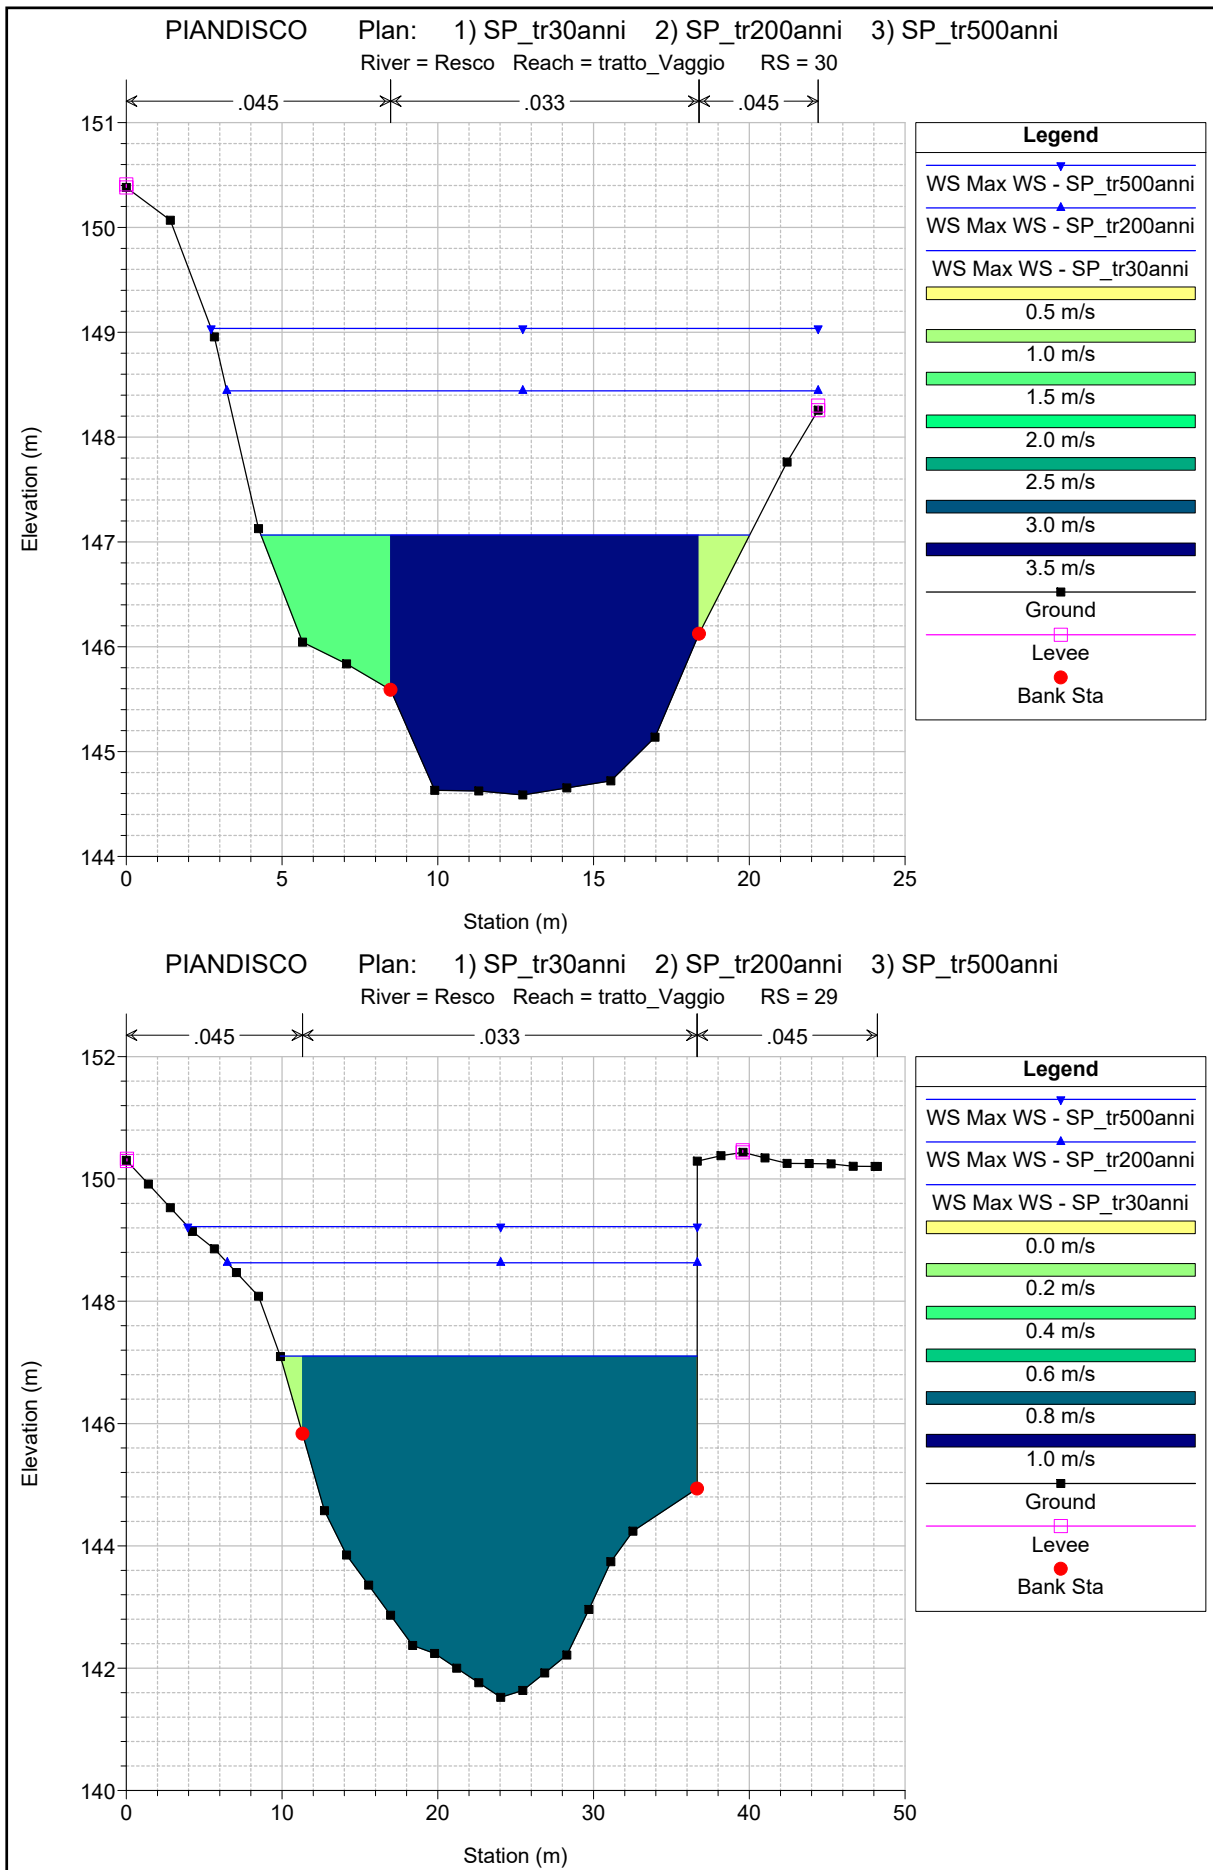 PIANDISCO Plan: 1) SP_tr30anni 2) SP_tr200anni 3) SP_tr500anni
River = Resco Reach = tratto_Vaggio RS = 30
.045 .033 .045
151
150
149
148
147
146
145
144
Elevation (m)
0 5 10 15 20 25
Station (m)
Legend
WS Max WS - SP_tr500anni
WS Max WS - SP_tr200anni
WS Max WS - SP_tr30anni
0.5 m/s
1.0 m/s
1.5 m/s
2.0 m/s
2.5 m/s
3.0 m/s
3.5 m/s
Ground
Levee
Bank Sta
PIANDISCO Plan: 1) SP_tr30anni 2) SP_tr200anni 3) SP_tr500anni
River = Resco Reach = tratto_Vaggio RS = 29
.045 .033 .045
152
150
148
146
144
142
140
Elevation (m)
0 10 20 30 40 50
Station (m)
Legend
WS Max WS - SP_tr500anni
WS Max WS - SP_tr200anni
WS Max WS - SP_tr30anni
0.0 m/s
0.2 m/s
0.4 m/s
0.6 m/s
0.8 m/s
1.0 m/s
Ground
Levee
Bank Sta